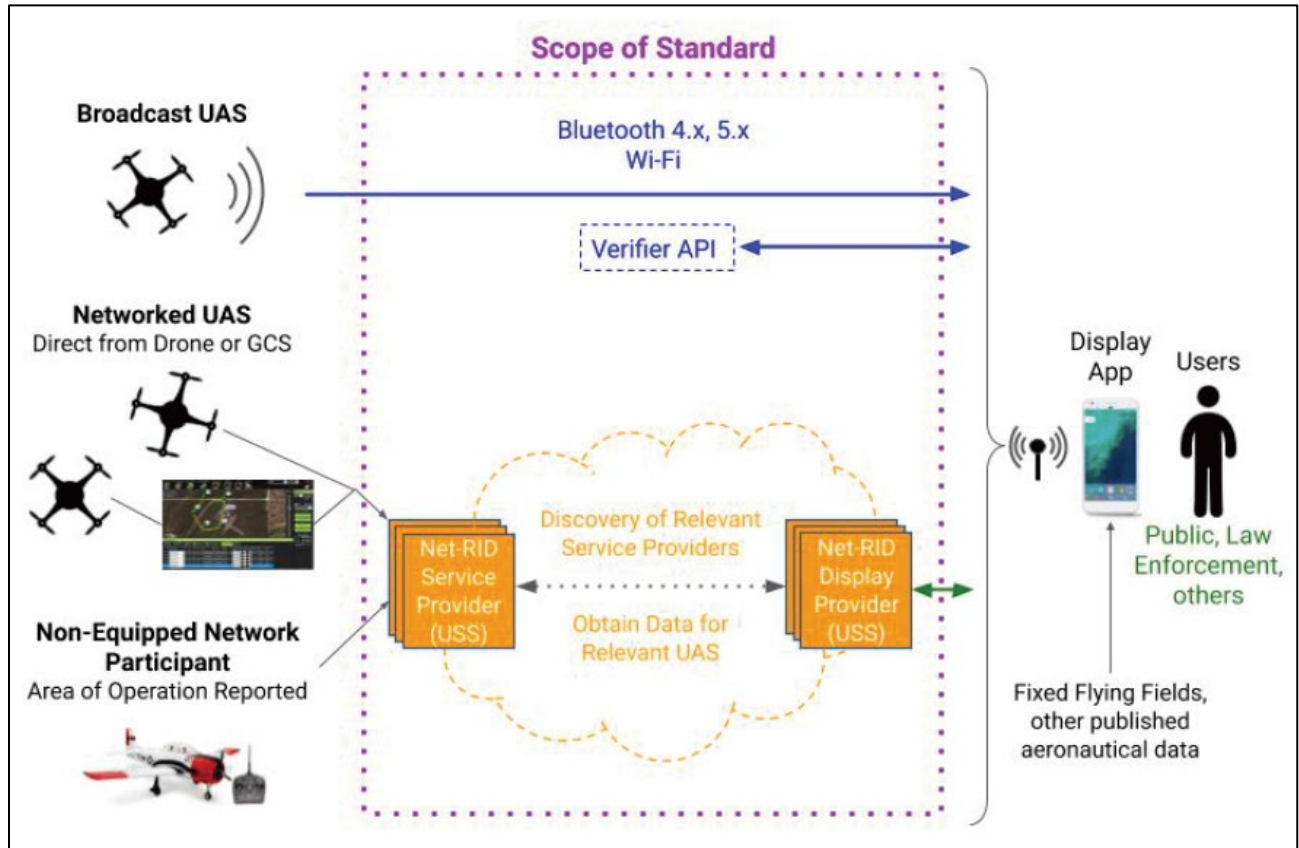 Scope of Standard
Broadcast UAS
Bluetooth 4.x, 5.x
Wi-Fi
Verifier API
Networked UAS
Direct from Drone or GCS
Display
App
Users
Discovery of Relevant
Service Providers
Net-RID
Service
Provider
(USS)
Net-RID
Display
Provider
(USS)
Obtain Data for
Relevant UAS
Public, Law
Enforcement,
others
Non-Equipped Network
Participant
Area of Operation Reported
Fixed Flying Fields,
other published
aeronautical data